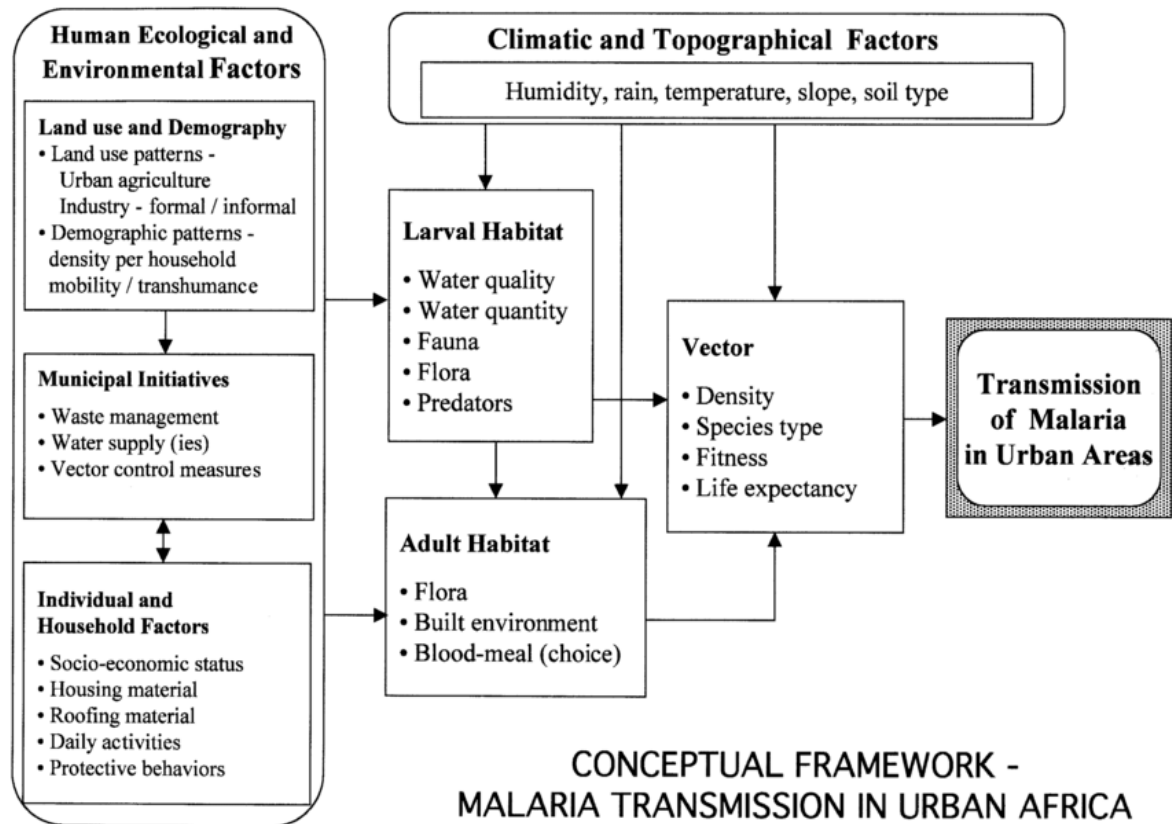 Human Ecological and
Environmental Factors
Land use and Demography
• Land use patterns -
Urban agriculture
Industry - formal / informal
• Demographic patterns -
density per household
mobility / transhumance
Municipal Initiatives
• Waste management
• Water supply (ies)
• Vector control measures
Individual and
Household Factors
• Socio-economic status
• Housing material
• Roofing material
• Daily activities
• Protective behaviors
Climatic and Topographical Factors
Humidity, rain, temperature, slope, soil type
Larval Habitat
• Water quality
• Water quantity
• Fauna
• Flora
• Predators
Adult Habitat
• Flora
• Built environment
• Blood-meal (choice)
Vector
• Density
• Species type
• Fitness
• Life expectancy
Transmission
of Malaria
in Urban Areas
CONCEPTUAL FRAMEWORK -
MALARIA TRANSMISSION IN URBAN AFRICA